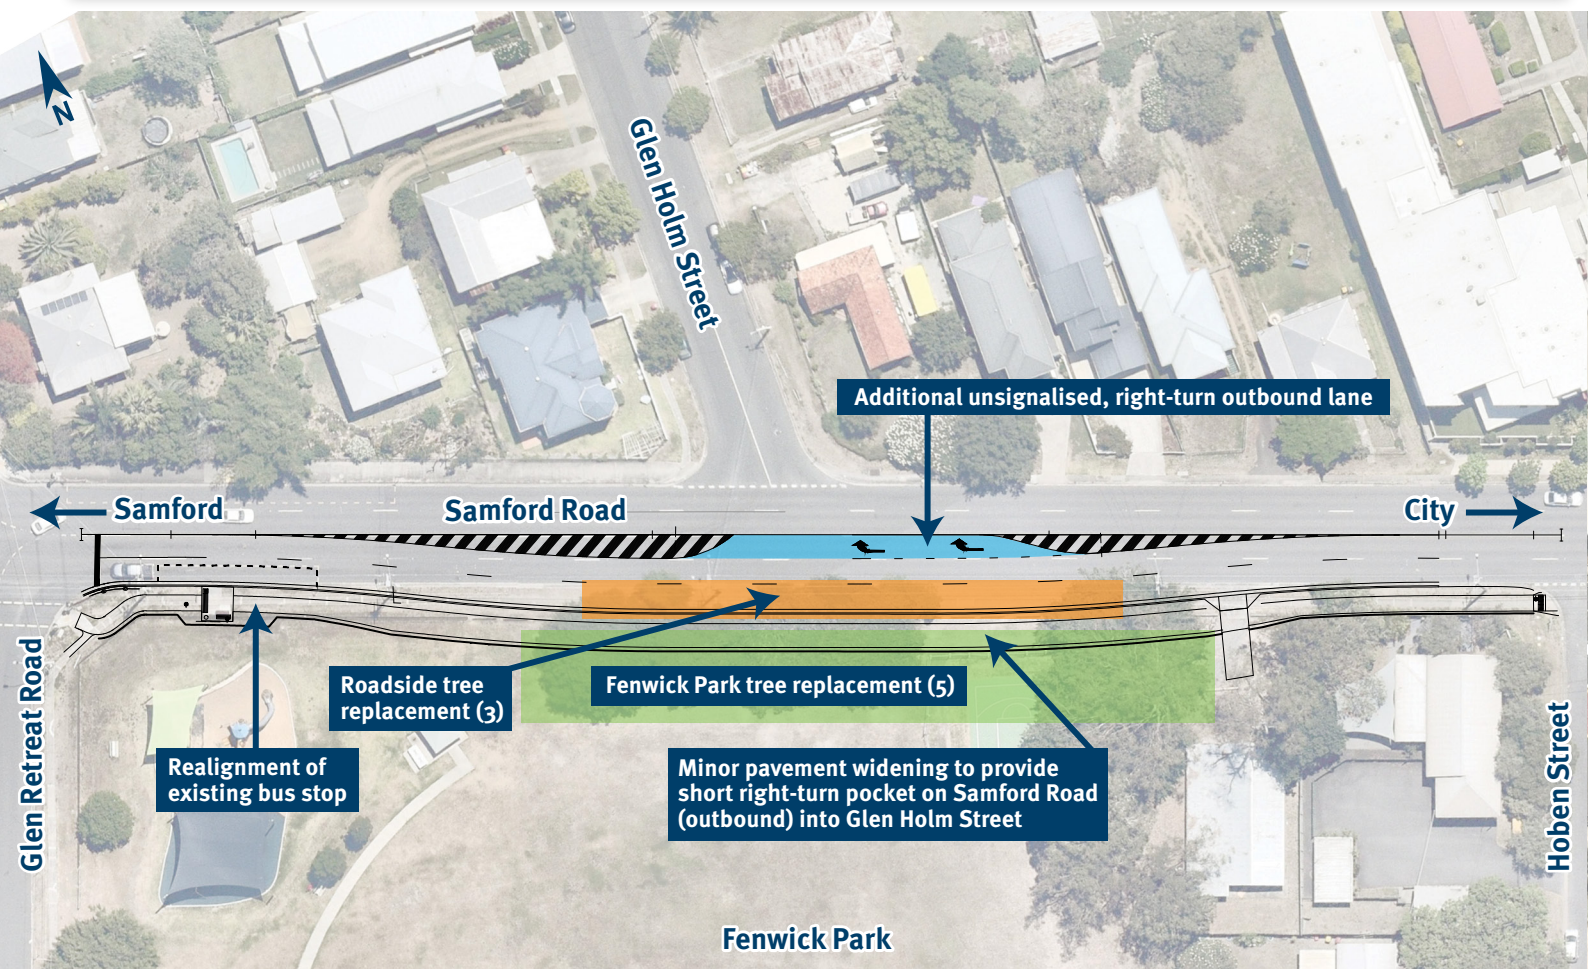 N
Glen Holm Street
Additional unsignalised, right-turn outbound lane
Samford
Samford Road
City
Roadside tree
replacement (3)
Fenwick Park tree replacement (5)
Realignment of
existing bus stop
Minor pavement widening to provide
short right-turn pocket on Samford Road
(outbound) into Glen Holm Street
Glen Retreat Road
Hoben Street
Fenwick Park